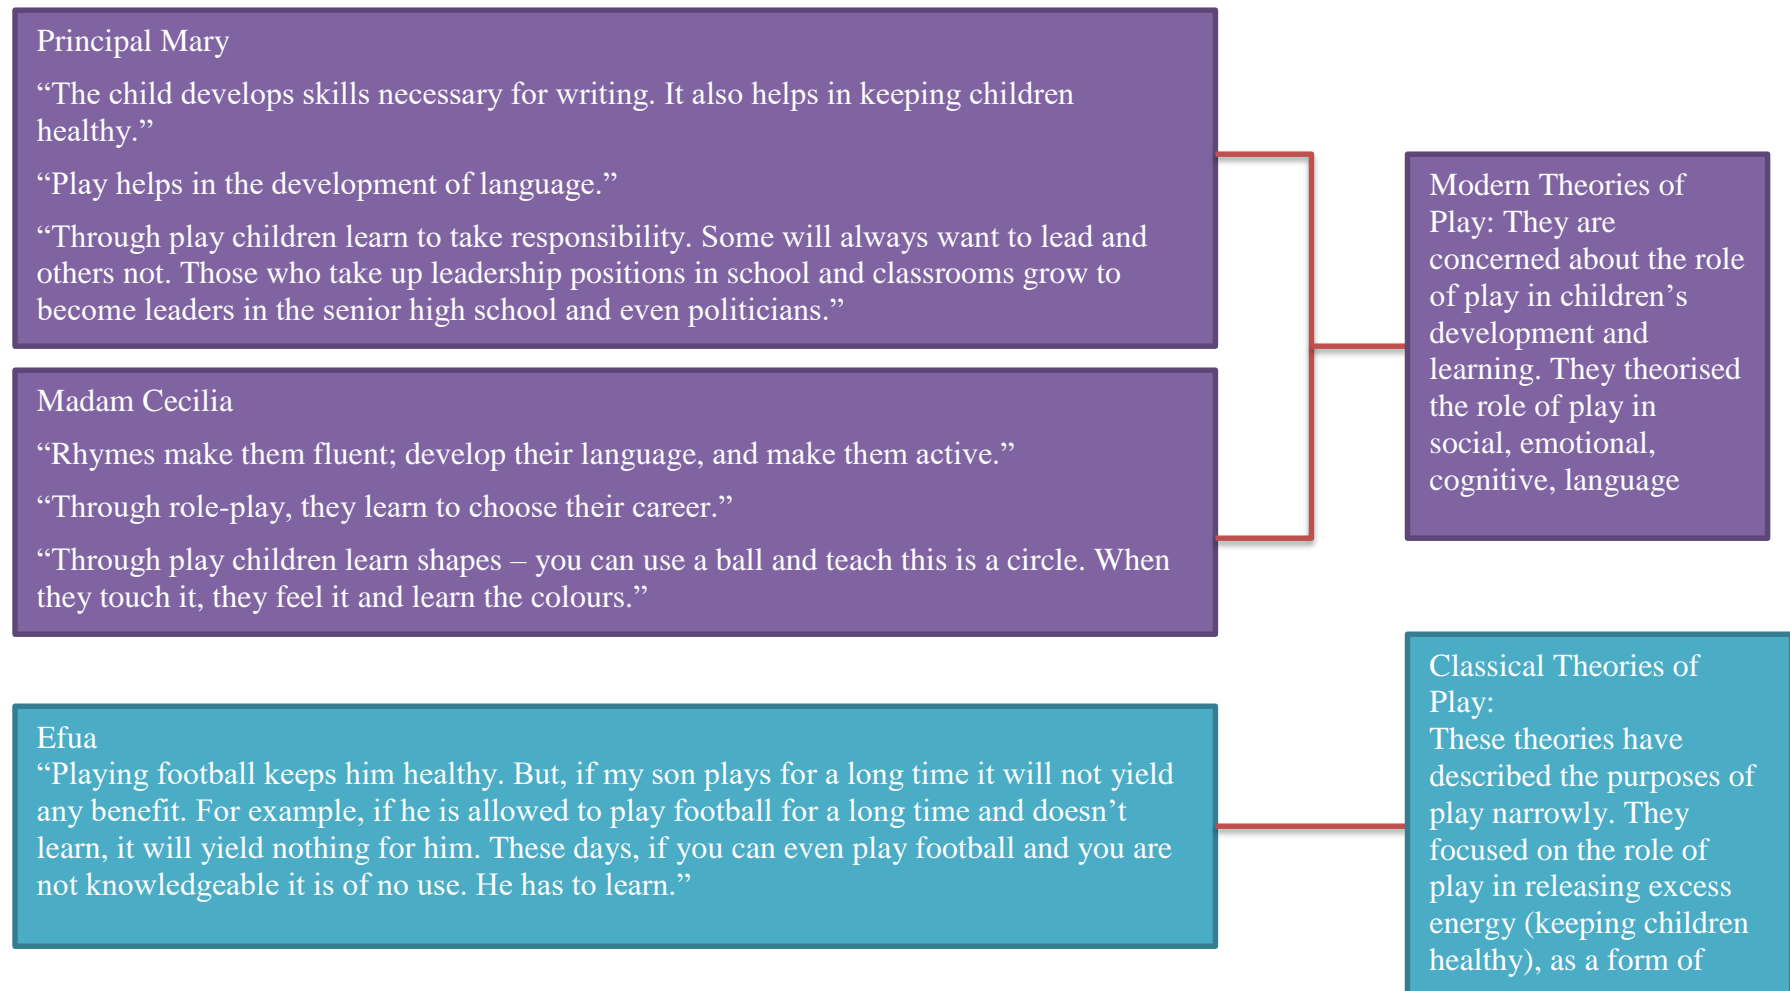 Principal Mary
“The child develops skills necessary for writing. It also helps in keeping children
healthy.”
“Play helps in the development of language.”
“Through play children learn to take responsibility. Some will always want to lead and
others not. Those who take up leadership positions in school and classrooms grow to
become leaders in the senior high school and even politicians.”
Madam Cecilia
“Rhymes make them fluent; develop their language, and make them active.”
“Through role-play, they learn to choose their career.”
“Through play children learn shapes – you can use a ball and teach this is a circle. When
they touch it, they feel it and learn the colours.”
Modern Theories of
Play: They are
concerned about the role
of play in children’s
development and
learning. They theorised
the role of play in
social, emotional,
cognitive, language
Efua
“Playing football keeps him healthy. But, if my son plays for a long time it will not yield
any benefit. For example, if he is allowed to play football for a long time and doesn’t
learn, it will yield nothing for him. These days, if you can even play football and you are
not knowledgeable it is of no use. He has to learn.”
Classical Theories of
Play:
These theories have
described the purposes of
play narrowly. They
focused on the role of
play in releasing excess
energy (keeping children
healthy), as a form of